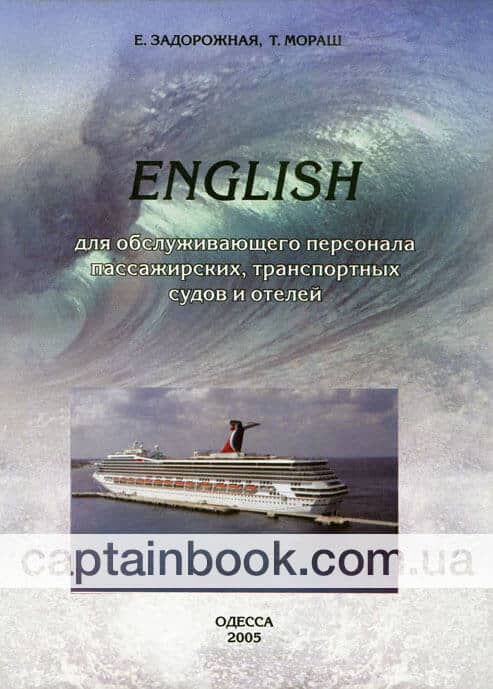 Е. ЗАДОРОЖНАЯ, Т. МОРАШ
ENGLISH
для обслуживающего персонала
пассажирских, транспортных
судов и отелей
captainbook.com.ua
ОДЕССА
2005